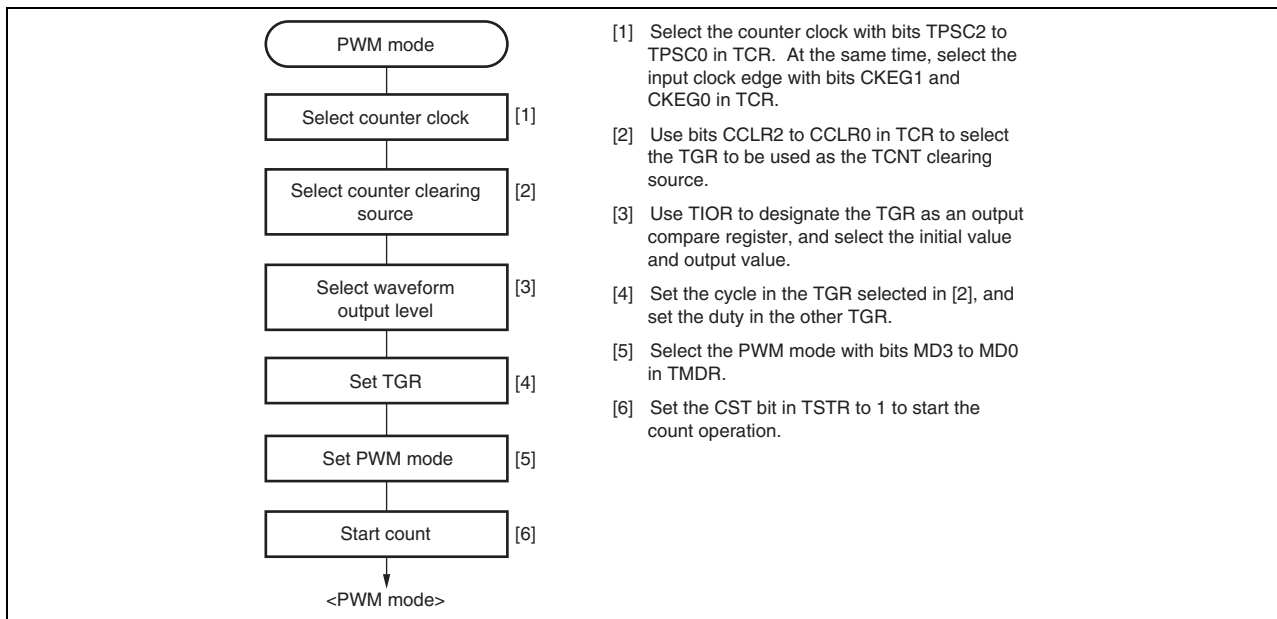 PWM mode
Select counter clock
[1]
Select counter clearing
source
[2]
Select waveform
output level
[3]
Set TGR
[4]
Set PWM mode
[5]
Start count
[6]
<PWM mode>
[1] Select the counter clock with bits TPSC2 to
TPSC0 in TCR. At the same time, select the
input clock edge with bits CKEG1 and
CKEG0 in TCR.
[2] Use bits CCLR2 to CCLR0 in TCR to select
the TGR to be used as the TCNT clearing
source.
[3] Use TIOR to designate the TGR as an output
compare register, and select the initial value
and output value.
[4] Set the cycle in the TGR selected in [2], and
set the duty in the other TGR.
[5] Select the PWM mode with bits MD3 to MD0
in TMDR.
[6] Set the CST bit in TSTR to 1 to start the
count operation.